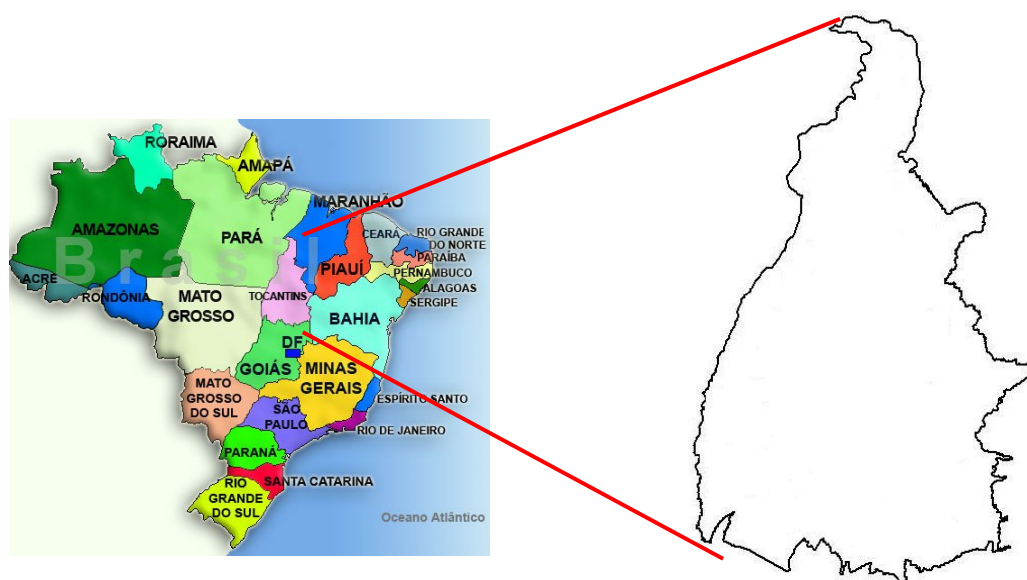 RORAIMA
AMAPÁ
AMAZONAS
PARÁ
MARANHÃO
CEARÁ
RIO GRANDE
DO NORTE
PARAÍBA
PIAUÍ
PERNAMBUCO
ALAGOAS
SERGIPE
Brasil
ACRE
RONDÔNIA
MATO
GROSSO
TOCANTINS
BAHIA
DF
GOIÁS
MINAS
GERAIS
MATO
GROSSO
DO SUL
ESPÍRITO SANTO
SÃO
PAULO
RIO DE JANEIRO
PARANÁ
SANTA CATARINA
RIO
GRANDE
DO SUL
Oceano Atlântico